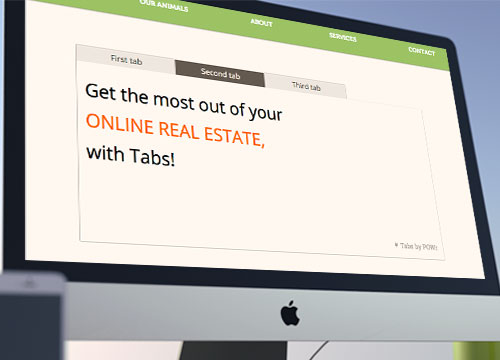 OUR ANIMALS ABOUT SERVICES CONTACT
First tab Second tab Third tab
Get the most out of your
ONLINE REAL ESTATE,
with Tabs!
Tabs by POWr